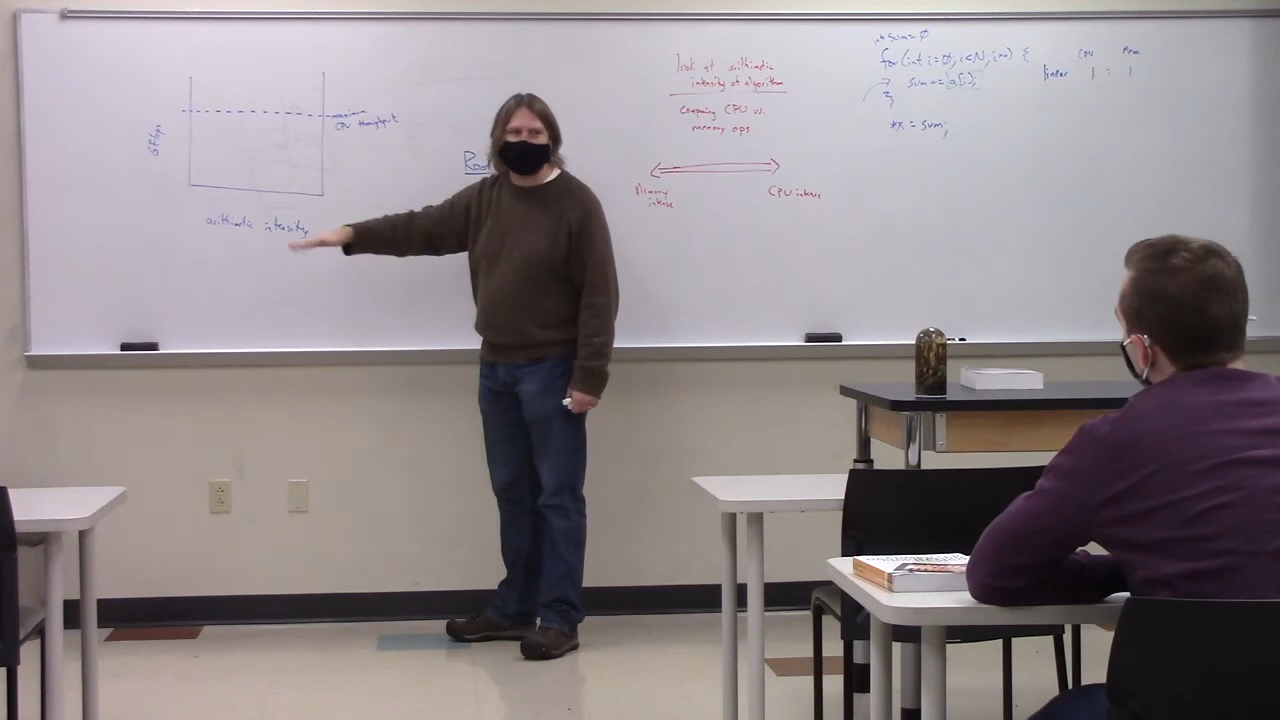 maximum
CPU throughput
Gflops
arithmetic intensity
Roo
look at arithmetic
intensity of algorithm
Comparing CPU vs.
memory ops
Memory
intense
CPU intense
int sum = 0
for (int i=0; i<N; i++) {
sum += a[i];
}
*x = sum;
CPU Mem
linear 1 : 1